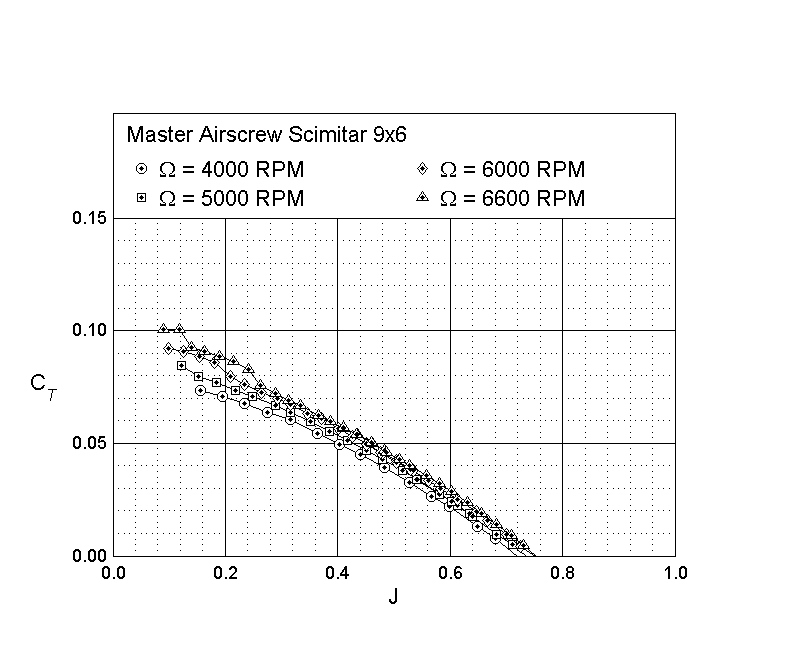 Master Airscrew Scimitar 9x6
Ω = 4000 RPM
Ω = 6000 RPM
Ω = 5000 RPM
Ω = 6600 RPM
0.15
0.10
C_T
0.05
0.00
0.0 0.2 0.4 0.6 0.8 1.0
J